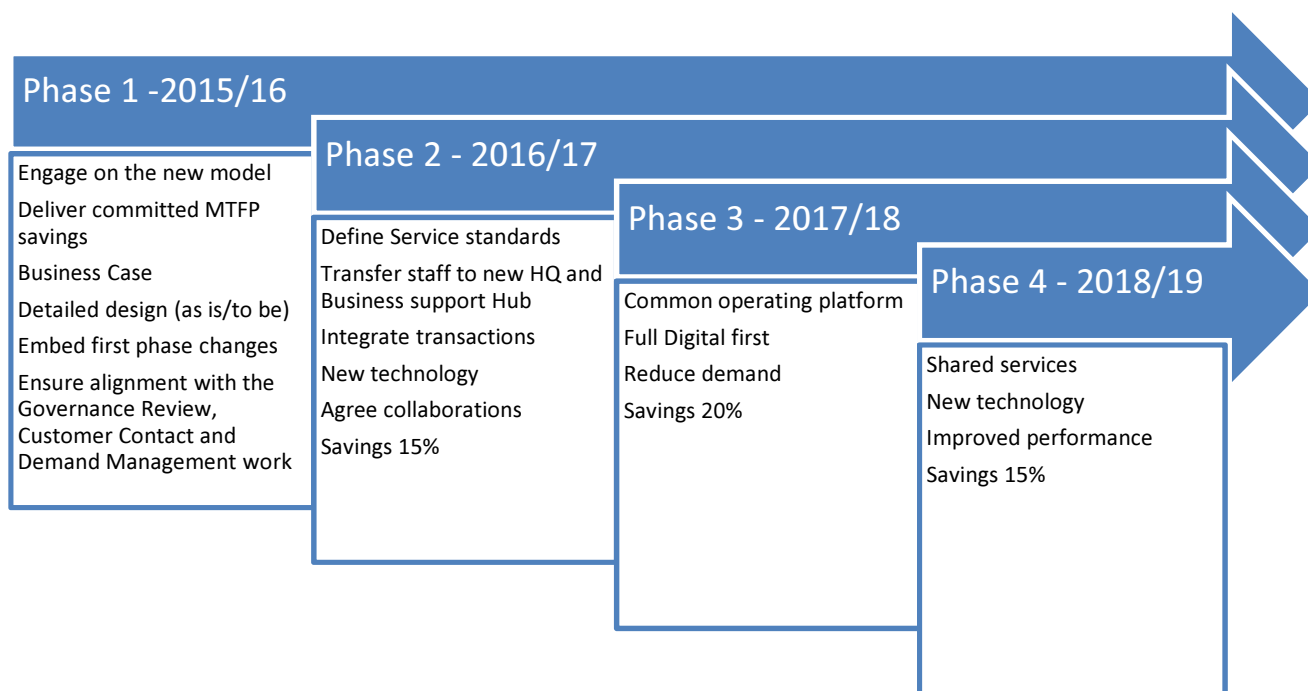 Phase 1 -2015/16
Engage on the new model
Deliver committed MTFP
savings
Business Case
Detailed design (as is/to be)
Embed first phase changes
Ensure alignment with the
Governance Review,
Customer Contact and
Demand Management work
Phase 2 - 2016/17
Define Service standards
Transfer staff to new HQ and
Business support Hub
Integrate transactions
New technology
Agree collaborations
Savings 15%
Phase 3 - 2017/18
Common operating platform
Full Digital first
Reduce demand
Savings 20%
Phase 4 - 2018/19
Shared services
New technology
Improved performance
Savings 15%